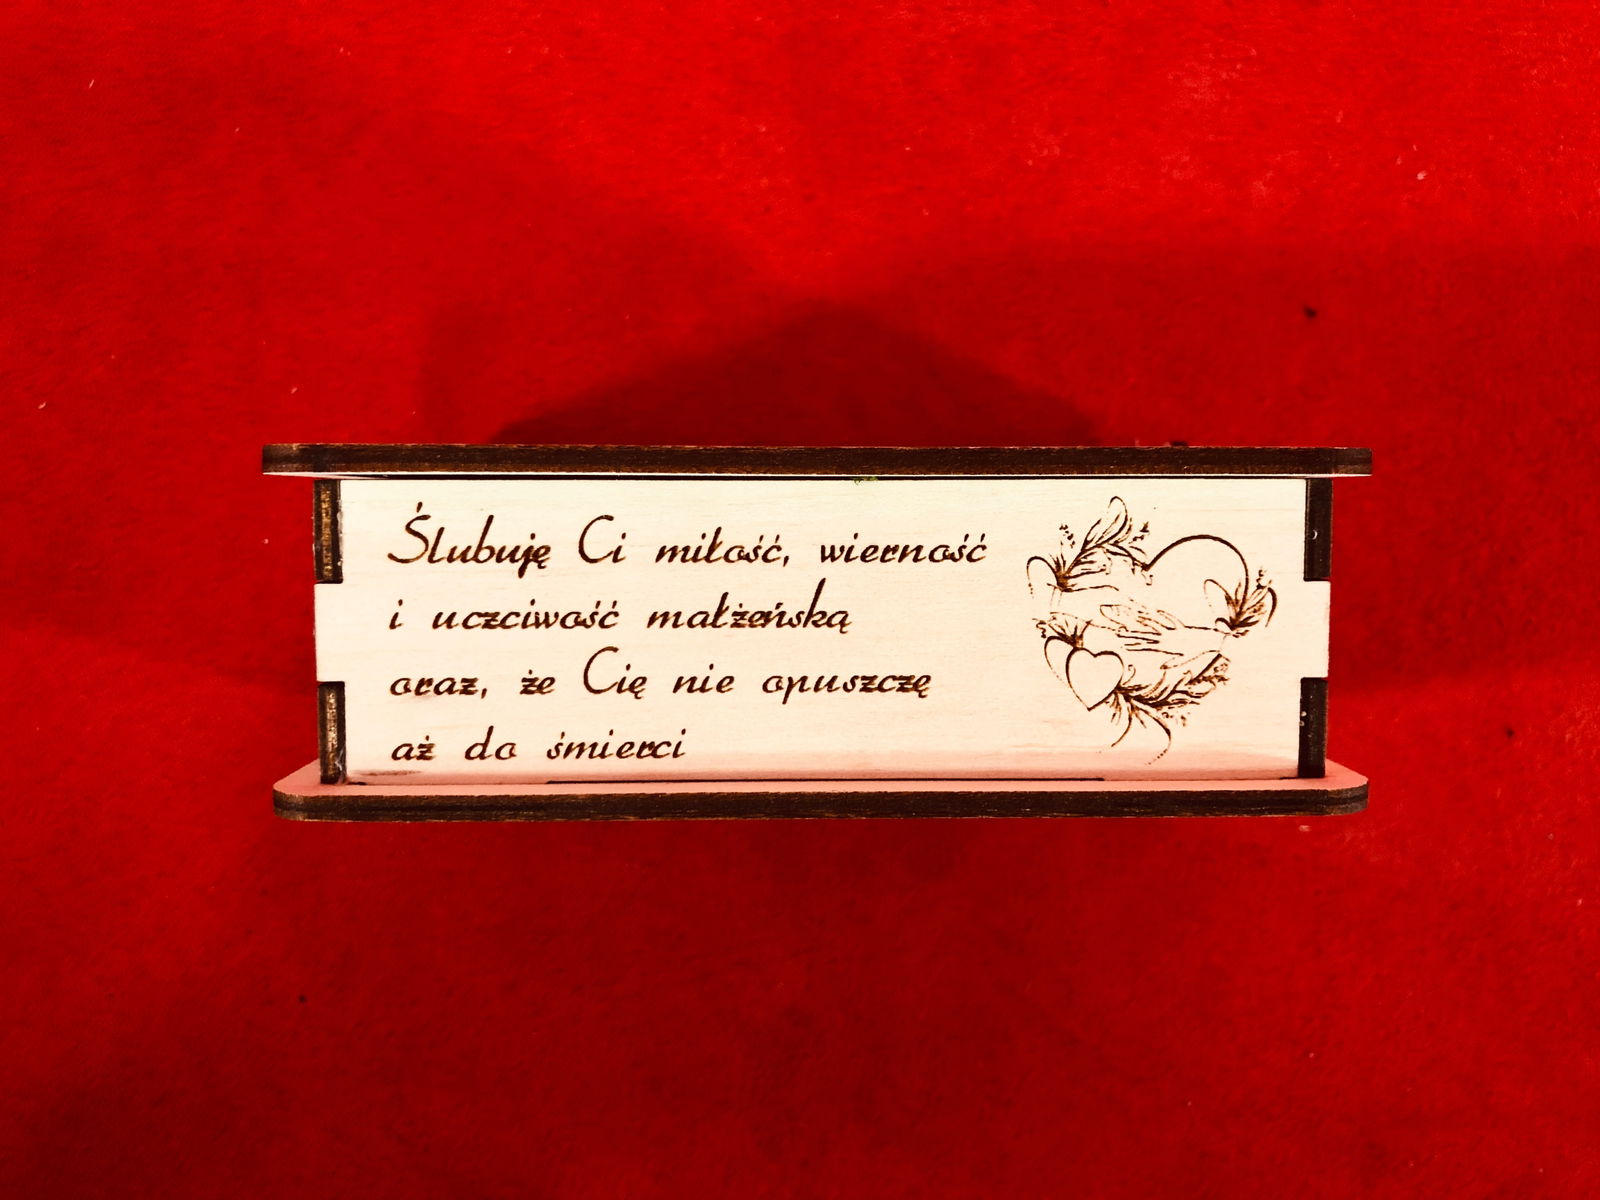 Ślubuję Ci miłość, wierność
i uczciwość małżeńską
oraz, że Cię nie opuszczę
aż do śmierci